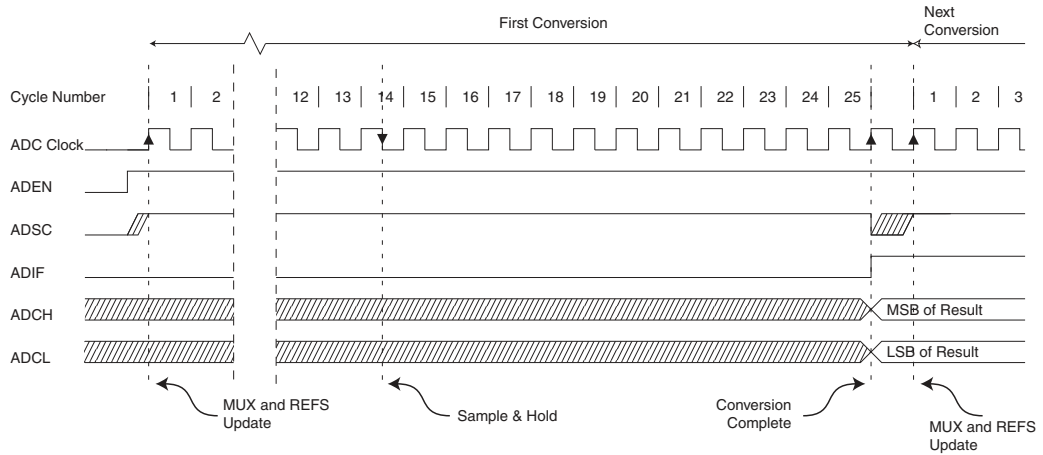 First Conversion
Next
Conversion
Cycle Number 1 2 12 13 14 15 16 17 18 19 20 21 22 23 24 25 1 2 3
ADC Clock
ADEN
ADSC
ADIF
ADCH MSB of Result
ADCL LSB of Result
MUX and REFS
Update
Sample & Hold
Conversion
Complete
MUX and REFS
Update